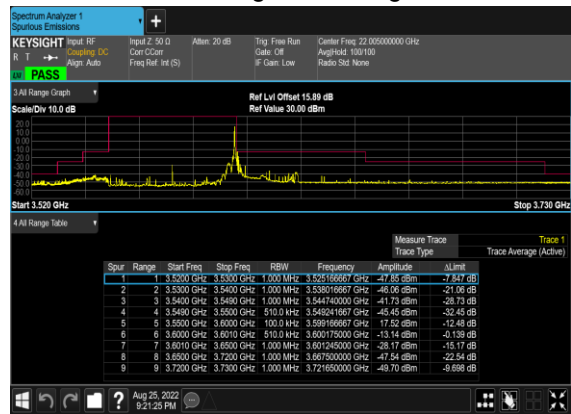 Spectrum Analyzer 1
Spurious Emissions
KEYSIGHT Input: RF Input Z: 50 Ω Atten: 20 dB Trig: Free Run Center Freq: 22.005000000 GHz
R T Coupling: DC Corr CCorr Gate: Off Avg|Hold: 100/100
Align: Auto Freq Ref: Int (S) IF Gain: Low Radio Std: None
LW PASS
3 All Range Graph
Ref Lvl Offset 15.89 dB
Scale/Div 10.0 dB Ref Value 30.00 dBm
20.0
10.0
0.00
-10.0
-20.0
-30.0
-40.0
-50.0
-60.0
Start 3.520 GHz Stop 3.730 GHz
4 All Range Table
Measure Trace Trace 1
Trace Type Trace Average (Active)
Spur Range Start Freq Stop Freq RBW Frequency Amplitude ΔLimit
1 1 3.5200 GHz 3.5300 GHz 1.000 MHz 3.525166667 GHz -47.85 dBm -7.847 dB
2 2 3.5300 GHz 3.5400 GHz 1.000 MHz 3.538016667 GHz -46.06 dBm -21.06 dB
3 3 3.5400 GHz 3.5490 GHz 1.000 MHz 3.544740000 GHz -41.73 dBm -28.73 dB
4 4 3.5490 GHz 3.5500 GHz 510.0 kHz 3.549241667 GHz -45.45 dBm -32.45 dB
5 5 3.5500 GHz 3.6000 GHz 100.0 kHz 3.599166667 GHz 17.52 dBm -12.48 dB
6 6 3.6000 GHz 3.6010 GHz 510.0 kHz 3.600175000 GHz -13.14 dBm -0.139 dB
7 7 3.6010 GHz 3.6500 GHz 1.000 MHz 3.601245000 GHz -28.17 dBm -15.17 dB
8 8 3.6500 GHz 3.7200 GHz 1.000 MHz 3.667500000 GHz -47.54 dBm -22.54 dB
9 9 3.7200 GHz 3.7300 GHz 1.000 MHz 3.721650000 GHz -49.70 dBm -9.698 dB
Aug 25, 2022
9:21:25 PM